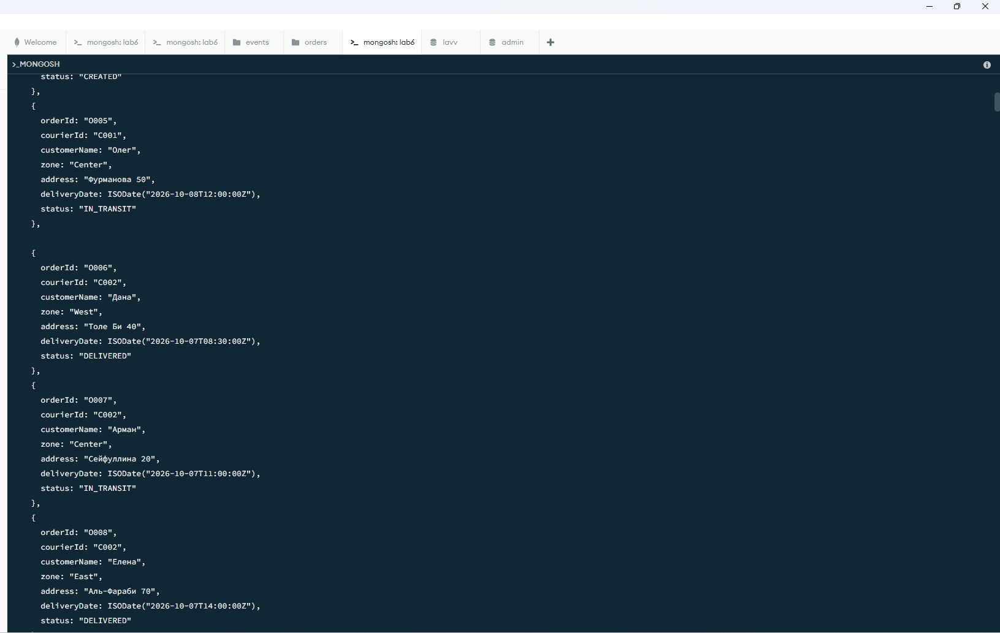 Welcome
>_ mongosh: lab6
>_ mongosh: lab6
events
orders
>_ mongosh: lab6
lavv
admin
>_MONGOSH
status: "CREATED"
},
{
orderId: "O005",
courierId: "C001",
customerName: "Олег",
zone: "Center",
address: "Фурманова 50",
deliveryDate: ISODate("2026-10-08T12:00:00Z"),
status: "IN_TRANSIT"
},
{
orderId: "O006",
courierId: "C002",
customerName: "Дана",
zone: "West",
address: "Толе Би 40",
deliveryDate: ISODate("2026-10-07T08:30:00Z"),
status: "DELIVERED"
},
{
orderId: "O007",
courierId: "C002",
customerName: "Арман",
zone: "Center",
address: "Сейфуллина 20",
deliveryDate: ISODate("2026-10-07T11:00:00Z"),
status: "IN_TRANSIT"
},
{
orderId: "O008",
courierId: "C002",
customerName: "Елена",
zone: "East",
address: "Аль-Фараби 70",
deliveryDate: ISODate("2026-10-07T14:00:00Z"),
status: "DELIVERED"